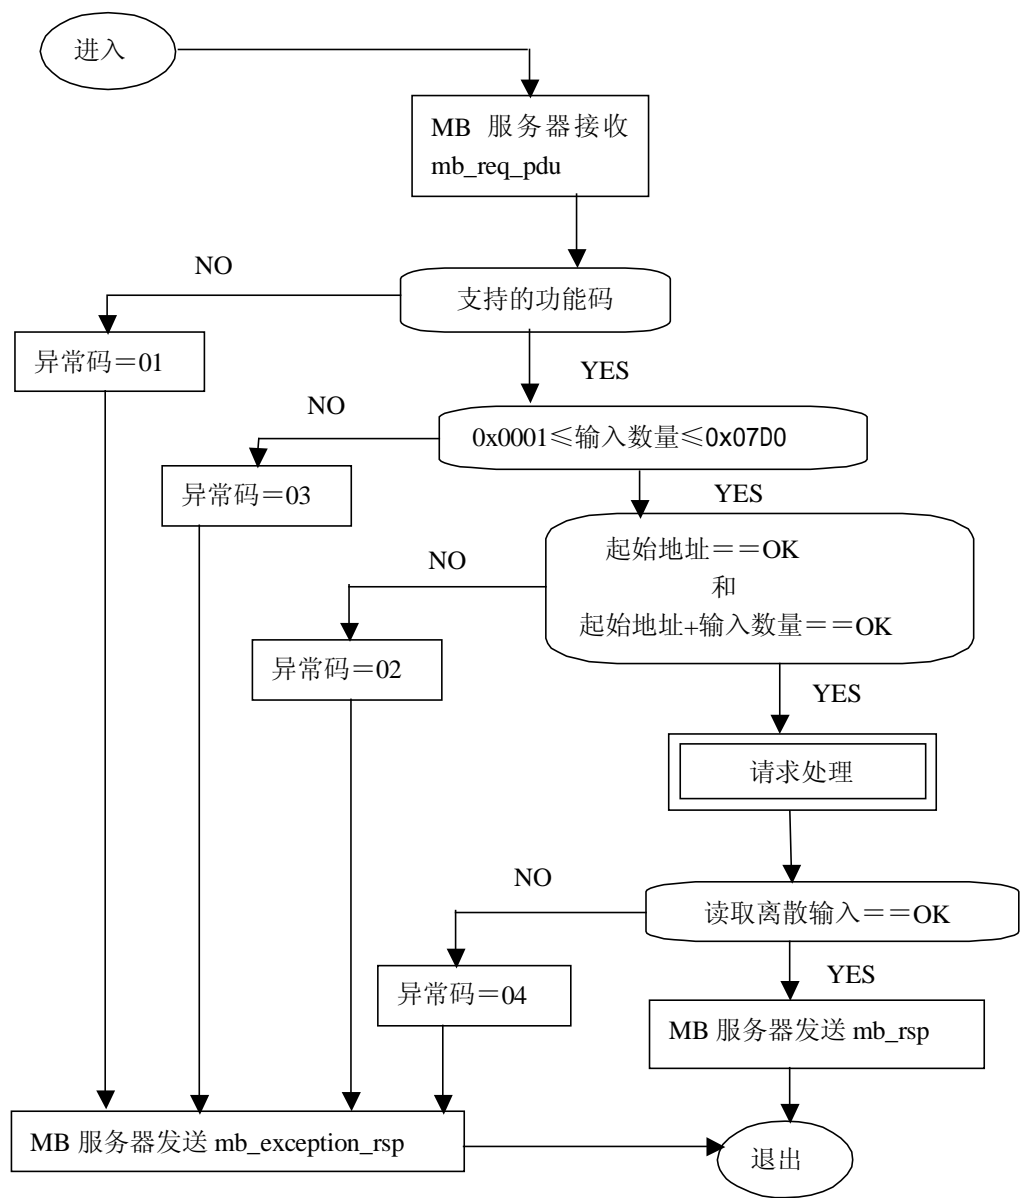 进入
MB 服务器接收
mb_req_pdu
NO
支持的功能码
异常码＝01
YES
NO
0x0001≤输入数量≤0x07D0
异常码＝03
YES
起始地址＝＝OK
和
起始地址+输入数量＝＝OK
NO
异常码＝02
YES
请求处理
NO
读取离散输入＝＝OK
异常码＝04
YES
MB 服务器发送 mb_rsp
MB 服务器发送 mb_exception_rsp
退出